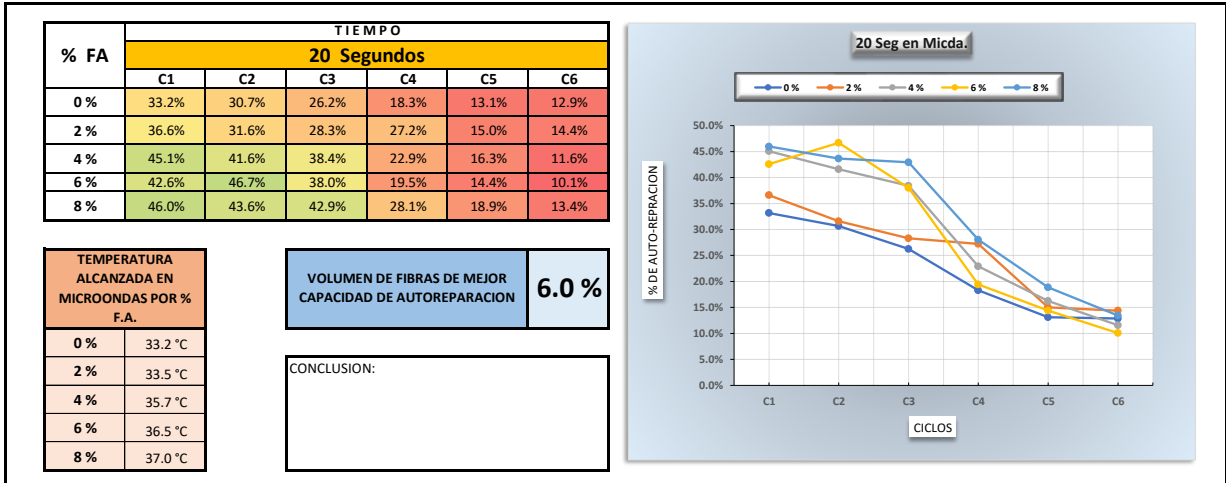 % FA
TIEMPO
20 Segundos
C1 C2 C3 C4 C5 C6
0 % 33.2% 30.7% 26.2% 18.3% 13.1% 12.9%
2 % 36.6% 31.6% 28.3% 27.2% 15.0% 14.4%
4 % 45.1% 41.6% 38.4% 22.9% 16.3% 11.6%
6 % 42.6% 46.7% 38.0% 19.5% 14.4% 10.1%
8 % 46.0% 43.6% 42.9% 28.1% 18.9% 13.4%
TEMPERATURA
ALCANZADA EN
MICROONDAS POR %
F.A.
0 % 33.2 °C
2 % 33.5 °C
4 % 35.7 °C
6 % 36.5 °C
8 % 37.0 °C
VOLUMEN DE FIBRAS DE MEJOR
CAPACIDAD DE AUTOREPARACION
6.0 %
CONCLUSION:
20 Seg en Micda.
0 % 2 % 4 % 6 % 8 %
% DE AUTO-REPRACION
50.0%
45.0%
40.0%
35.0%
30.0%
25.0%
20.0%
15.0%
10.0%
5.0%
0.0%
C1 C2 C3 C4 C5 C6
CICLOS